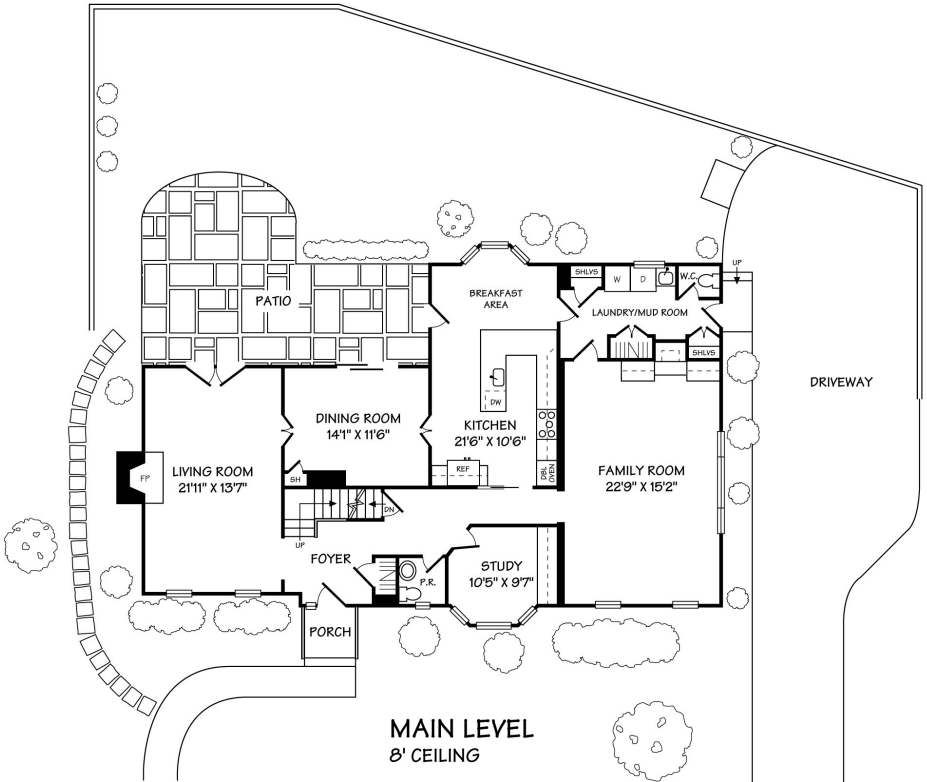 UP
SHLVS
W
D
W.C.
BREAKFAST
AREA
PATIO
LAUNDRY/MUD ROOM
SHLVS
DRIVEWAY
DW
DINING ROOM
14'1" X 11'6"
KITCHEN
21'6" X 10'6"
LIVING ROOM
21'11" X 13'7"
FP
SH
REF
DBL
OVEN
FAMILY ROOM
22'9" X 15'2"
DN
UP
FOYER
P.R.
STUDY
10'5" X 9'7"
PORCH
MAIN LEVEL
8' CEILING